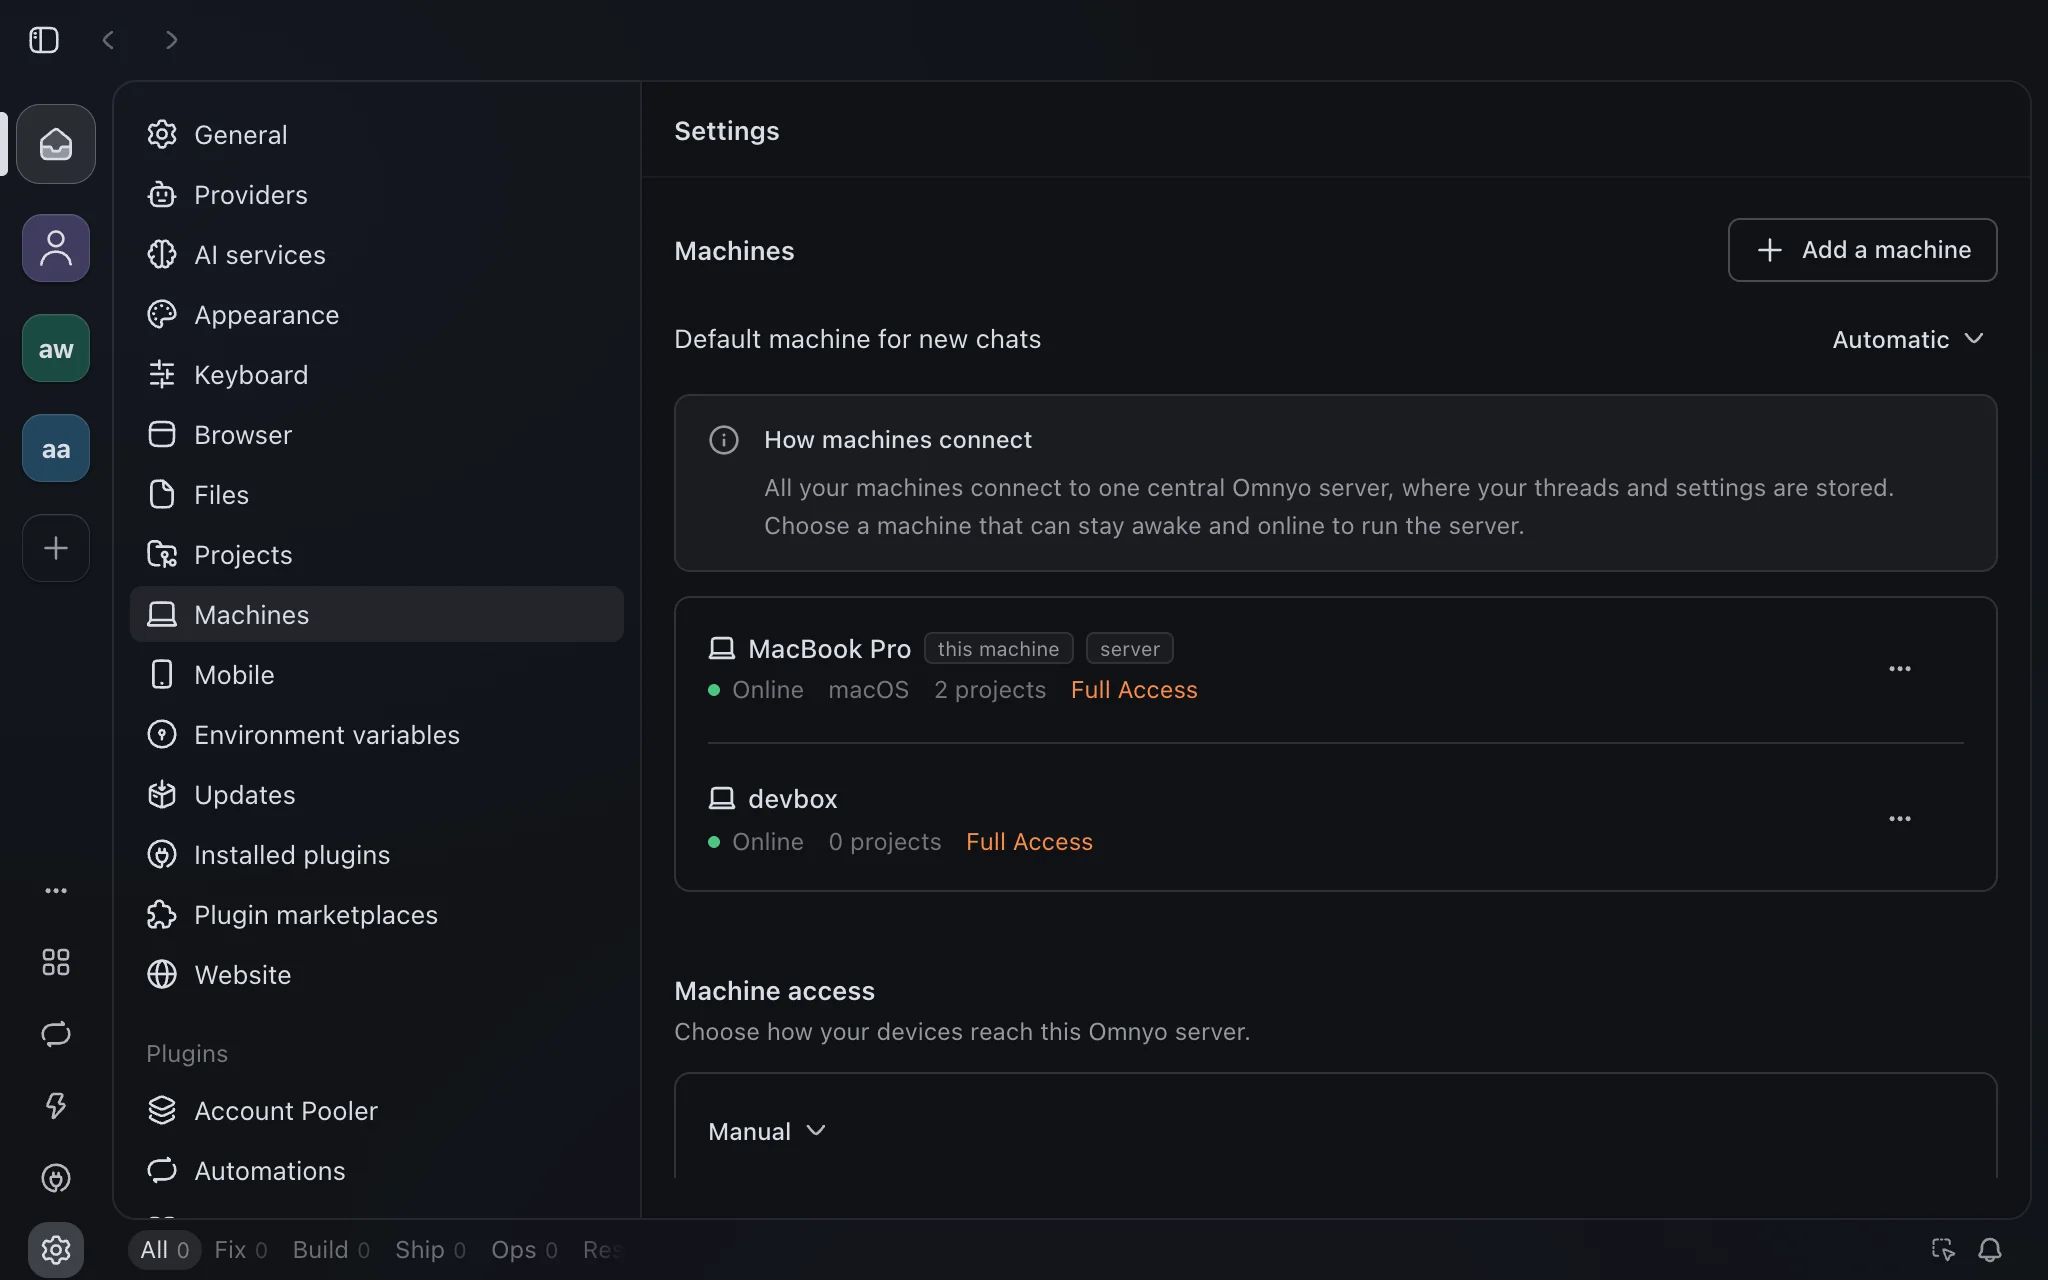 Settings
General
Providers
AI services
Appearance
Keyboard
Browser
Files
Projects
Machines
Mobile
Environment variables
Updates
Installed plugins
Plugin marketplaces
Website
Plugins
Account Pooler
Automations
aw
aa
Machines
Add a machine
Default machine for new chats
Automatic
How machines connect
All your machines connect to one central Omnyo server, where your threads and settings are stored.
Choose a machine that can stay awake and online to run the server.
MacBook Pro this machine server
Online macOS 2 projects Full Access
devbox
Online 0 projects Full Access
Machine access
Choose how your devices reach this Omnyo server.
Manual
All 0 Fix 0 Build 0 Ship 0 Ops 0